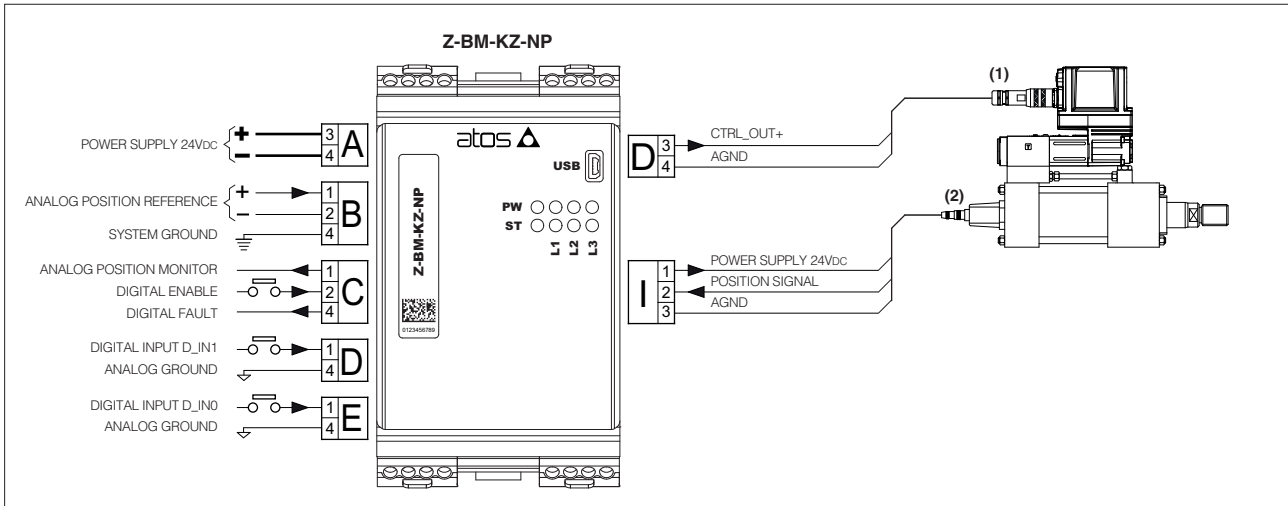 Z-BM-KZ-NP
POWER SUPPLY 24VDC
+ 3
- 4
A
ANALOG POSITION REFERENCE
+ 1
- 2
SYSTEM GROUND 4
B
ANALOG POSITION MONITOR 1
DIGITAL ENABLE 2
DIGITAL FAULT 4
C
DIGITAL INPUT D_IN1 1
ANALOG GROUND 4
D
DIGITAL INPUT D_IN0 1
ANALOG GROUND 4
E
atos
USB
PW
ST
L1
L2
L3
Z-BM-KZ-NP
0123456789
D
3 CTRL_OUT+
4 AGND
I
1 POWER SUPPLY 24VDC
2 POSITION SIGNAL
3 AGND
(1)
(2)